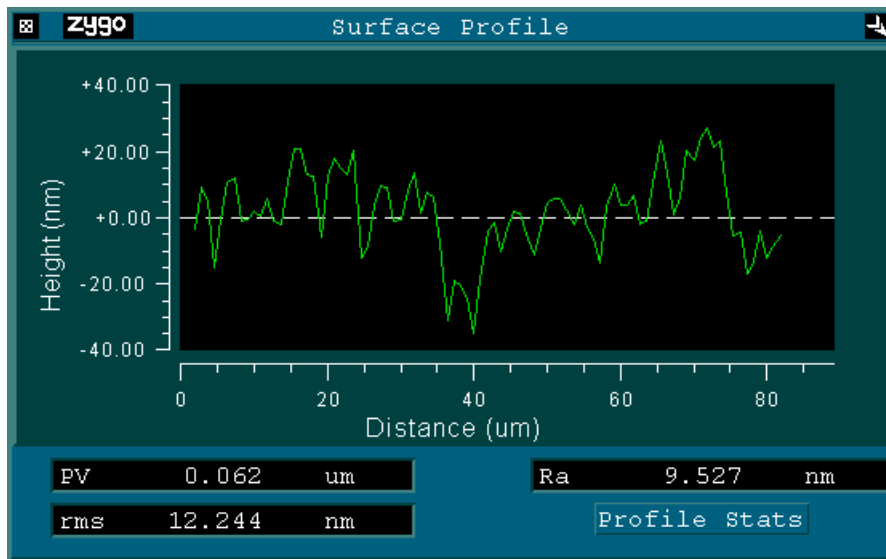 zygo Surface Profile
+40.00
+20.00
+0.00
-20.00
-40.00
Height (nm)
0 20 40 60 80
Distance (um)
PV 0.062 um
Ra 9.527 nm
rms 12.244 nm
Profile Stats